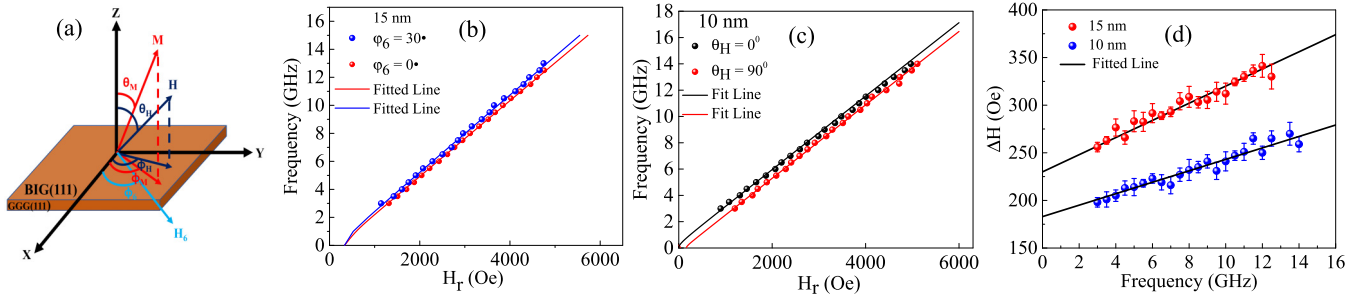 (a)
Z
M
θM
H
θH
Y
ϕH
ϕM
BIG(111)
GGG(111)
X
H6
(b)
15 nm
φ6 = 30•
φ6 = 0•
Fitted Line
Fitted Line
Frequency (GHz)
16
14
12
10
8
6
4
2
0
0 2000 4000 6000
Hr (Oe)
(c)
10 nm
θH = 0⁰
θH = 90⁰
Fit Line
Fit Line
Frequency (GHz)
18
16
14
12
10
8
6
4
2
0
0 2000 4000 6000
Hr (Oe)
(d)
15 nm
10 nm
Fitted Line
ΔH (Oe)
400
350
300
250
200
150
0 2 4 6 8 10 12 14 16
Frequency (GHz)